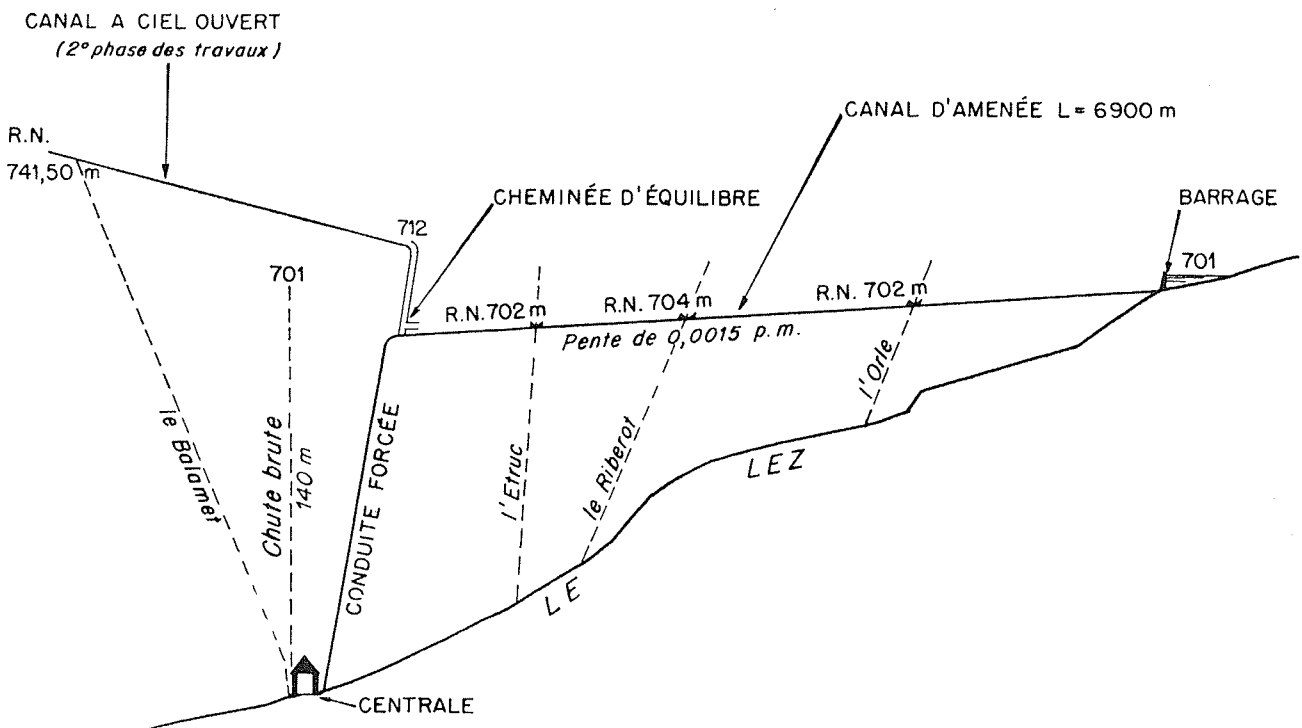 CANAL A CIEL OUVERT
(2° phase des travaux)
R.N.
741,50 m
CANAL D'AMENÉE L= 6900 m
CHEMINÉE D'ÉQUILIBRE
BARRAGE
712
701
701
R.N. 702 m
R.N. 704 m
R.N. 702 m
Pente de 0,0015 p.m.
le Balamet
Chute brute
140 m
CONDUITE FORCÉE
l'Etruc
le Riberot
l'Orle
LE LEZ
CENTRALE